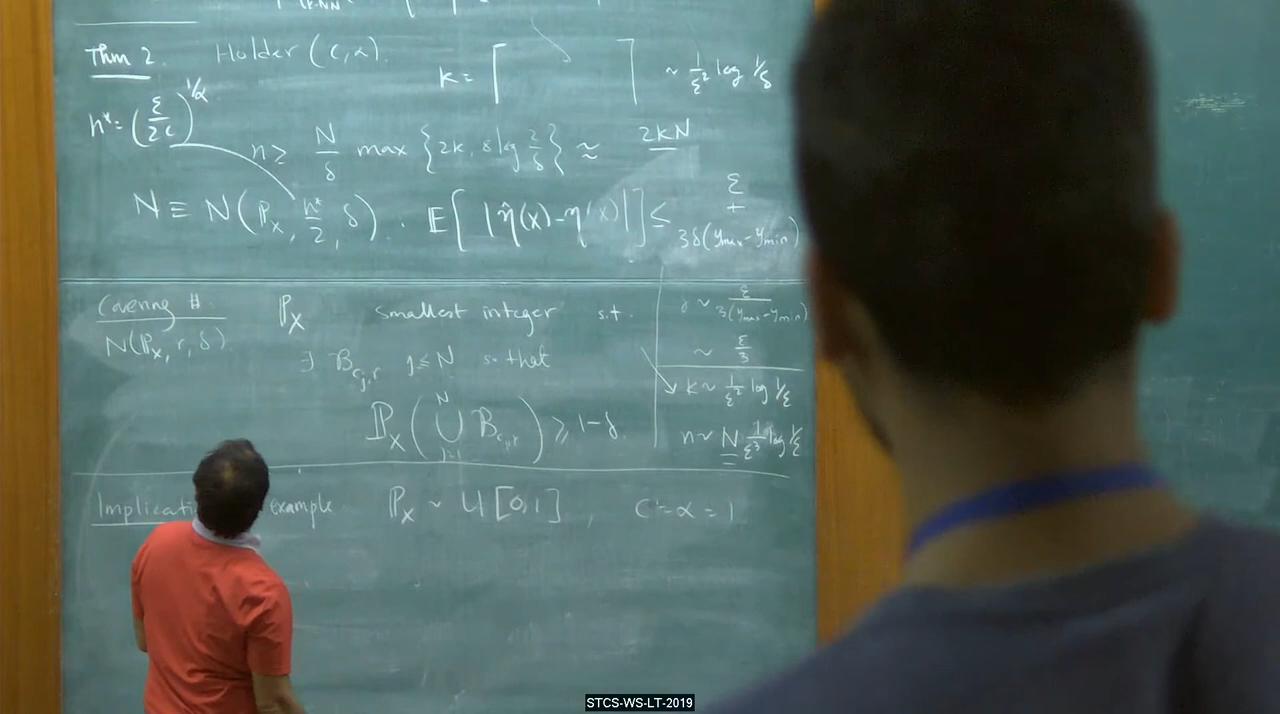 Thm 2. Holder (C, α).
k = ⌈ ⌉ ~ 1/ε² log 1/δ
h* = (ε/2C)^{1/α}
n ≥ N/δ max {2k, 8 log 2/δ} ≈ 2kN
N ≡ N(P_X, h*/2, δ). E[|η̂(x) - η(x)|] ≤ ε + 3δ(y_max - y_min)
Covering #
N(P_X, r, δ)
P_X smallest integer s.t.
∃ B_{c_j,r} j ≤ N so that
P_X(⋃_{j=1}^{N} B_{c_j,r}) ≥ 1-δ.
δ ~ ε/3(y_max - y_min)
~ ε/3
k ~ 1/ε² log 1/ε
n ~ N 1/ε³ log 1/ε
example P_X ~ U[0,1], C = α = 1
STCS-WS-LT-2019